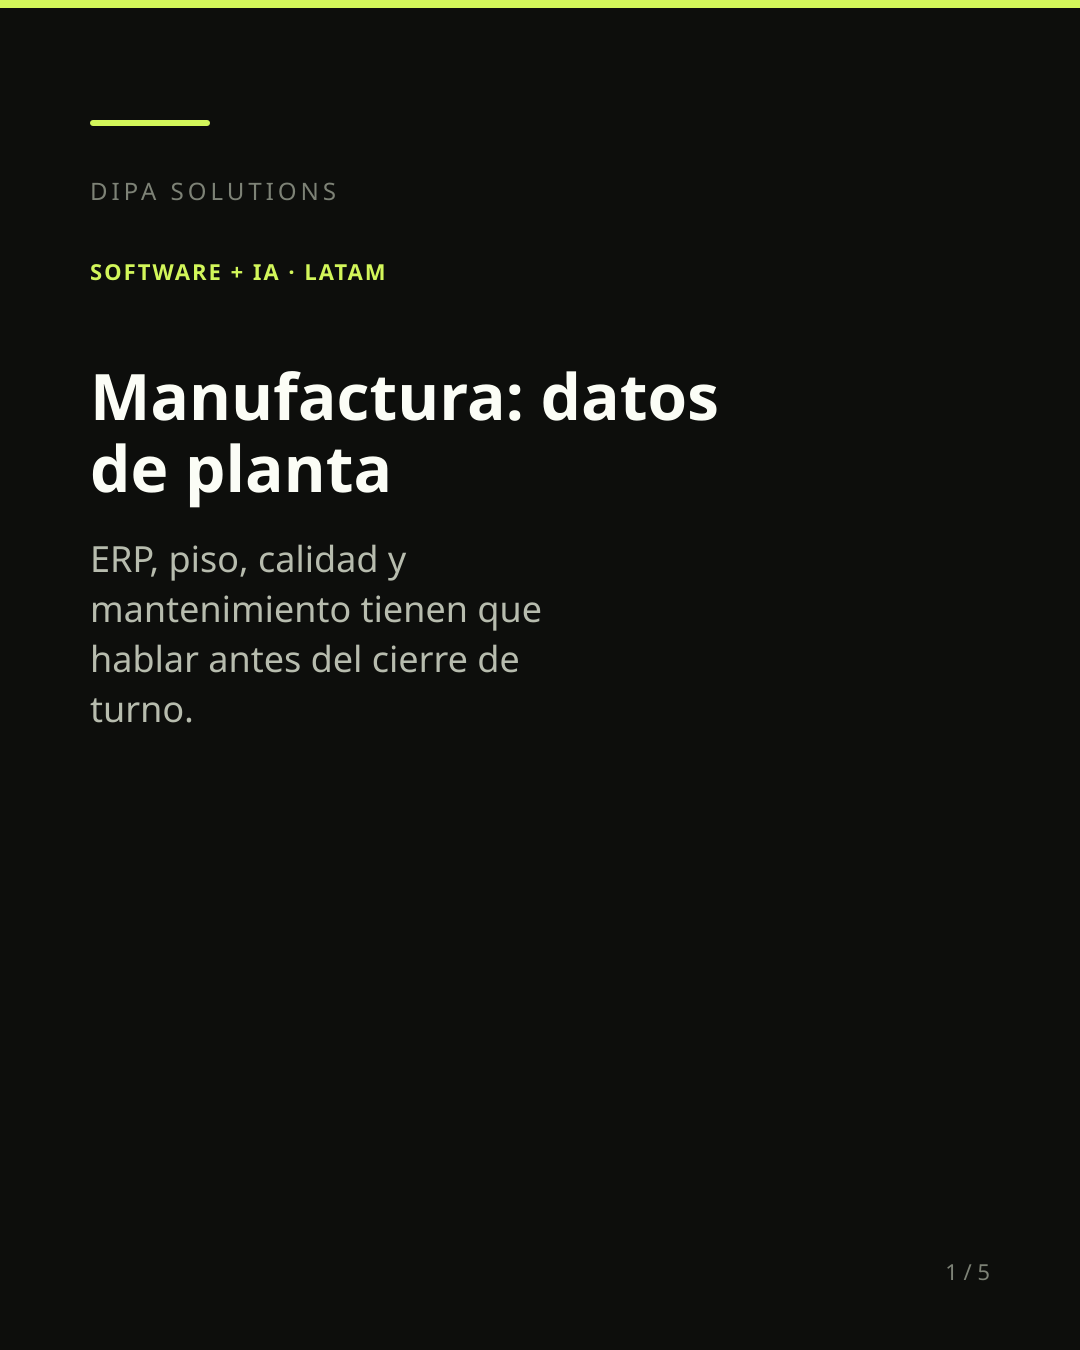 DIPA SOLUTIONS
SOFTWARE + IA · LATAM
Manufactura: datos
de planta
ERP, piso, calidad y
mantenimiento tienen que
hablar antes del cierre de
turno.
1 / 5